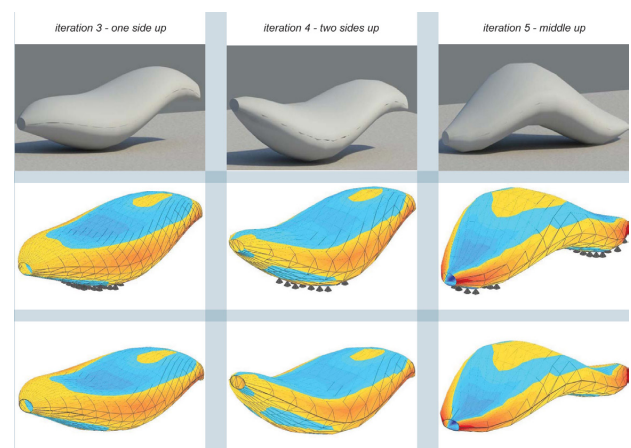 iteration 3 - one side up
iteration 4 - two sides up
iteration 5 - middle up